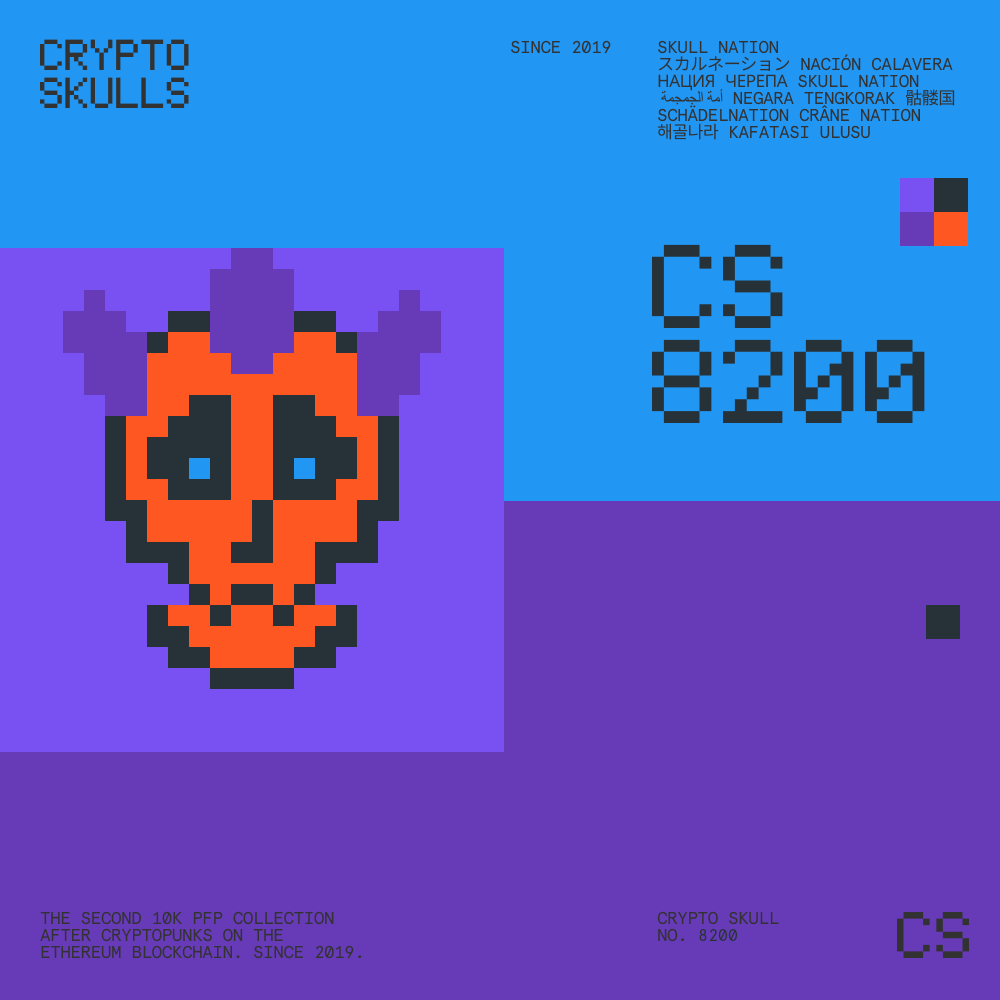 CRYPTO
SKULLS
SINCE 2019
SKULL NATION
スカルネーション NACIÓN CALAVERA
НАЦИЯ ЧЕРЕПА SKULL NATION
أمة الجمجمة NEGARA TENGKORAK 骷髅国
SCHÄDELNATION CRÂNE NATION
해골나라 KAFATASI ULUSU
CS
8200
THE SECOND 10K PFP COLLECTION
AFTER CRYPTOPUNKS ON THE
ETHEREUM BLOCKCHAIN. SINCE 2019.
CRYPTO SKULL
NO. 8200
CS